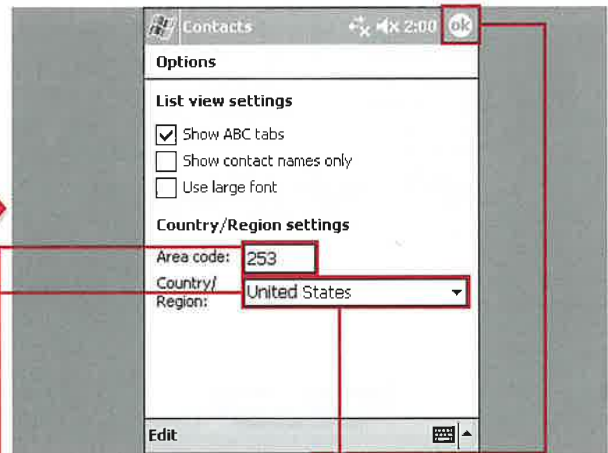 Contacts 2:00 ok
Options
List view settings
Show ABC tabs
Show contact names only
Use large font
Country/Region settings
Area code: 253
Country/
Region: United States
Edit